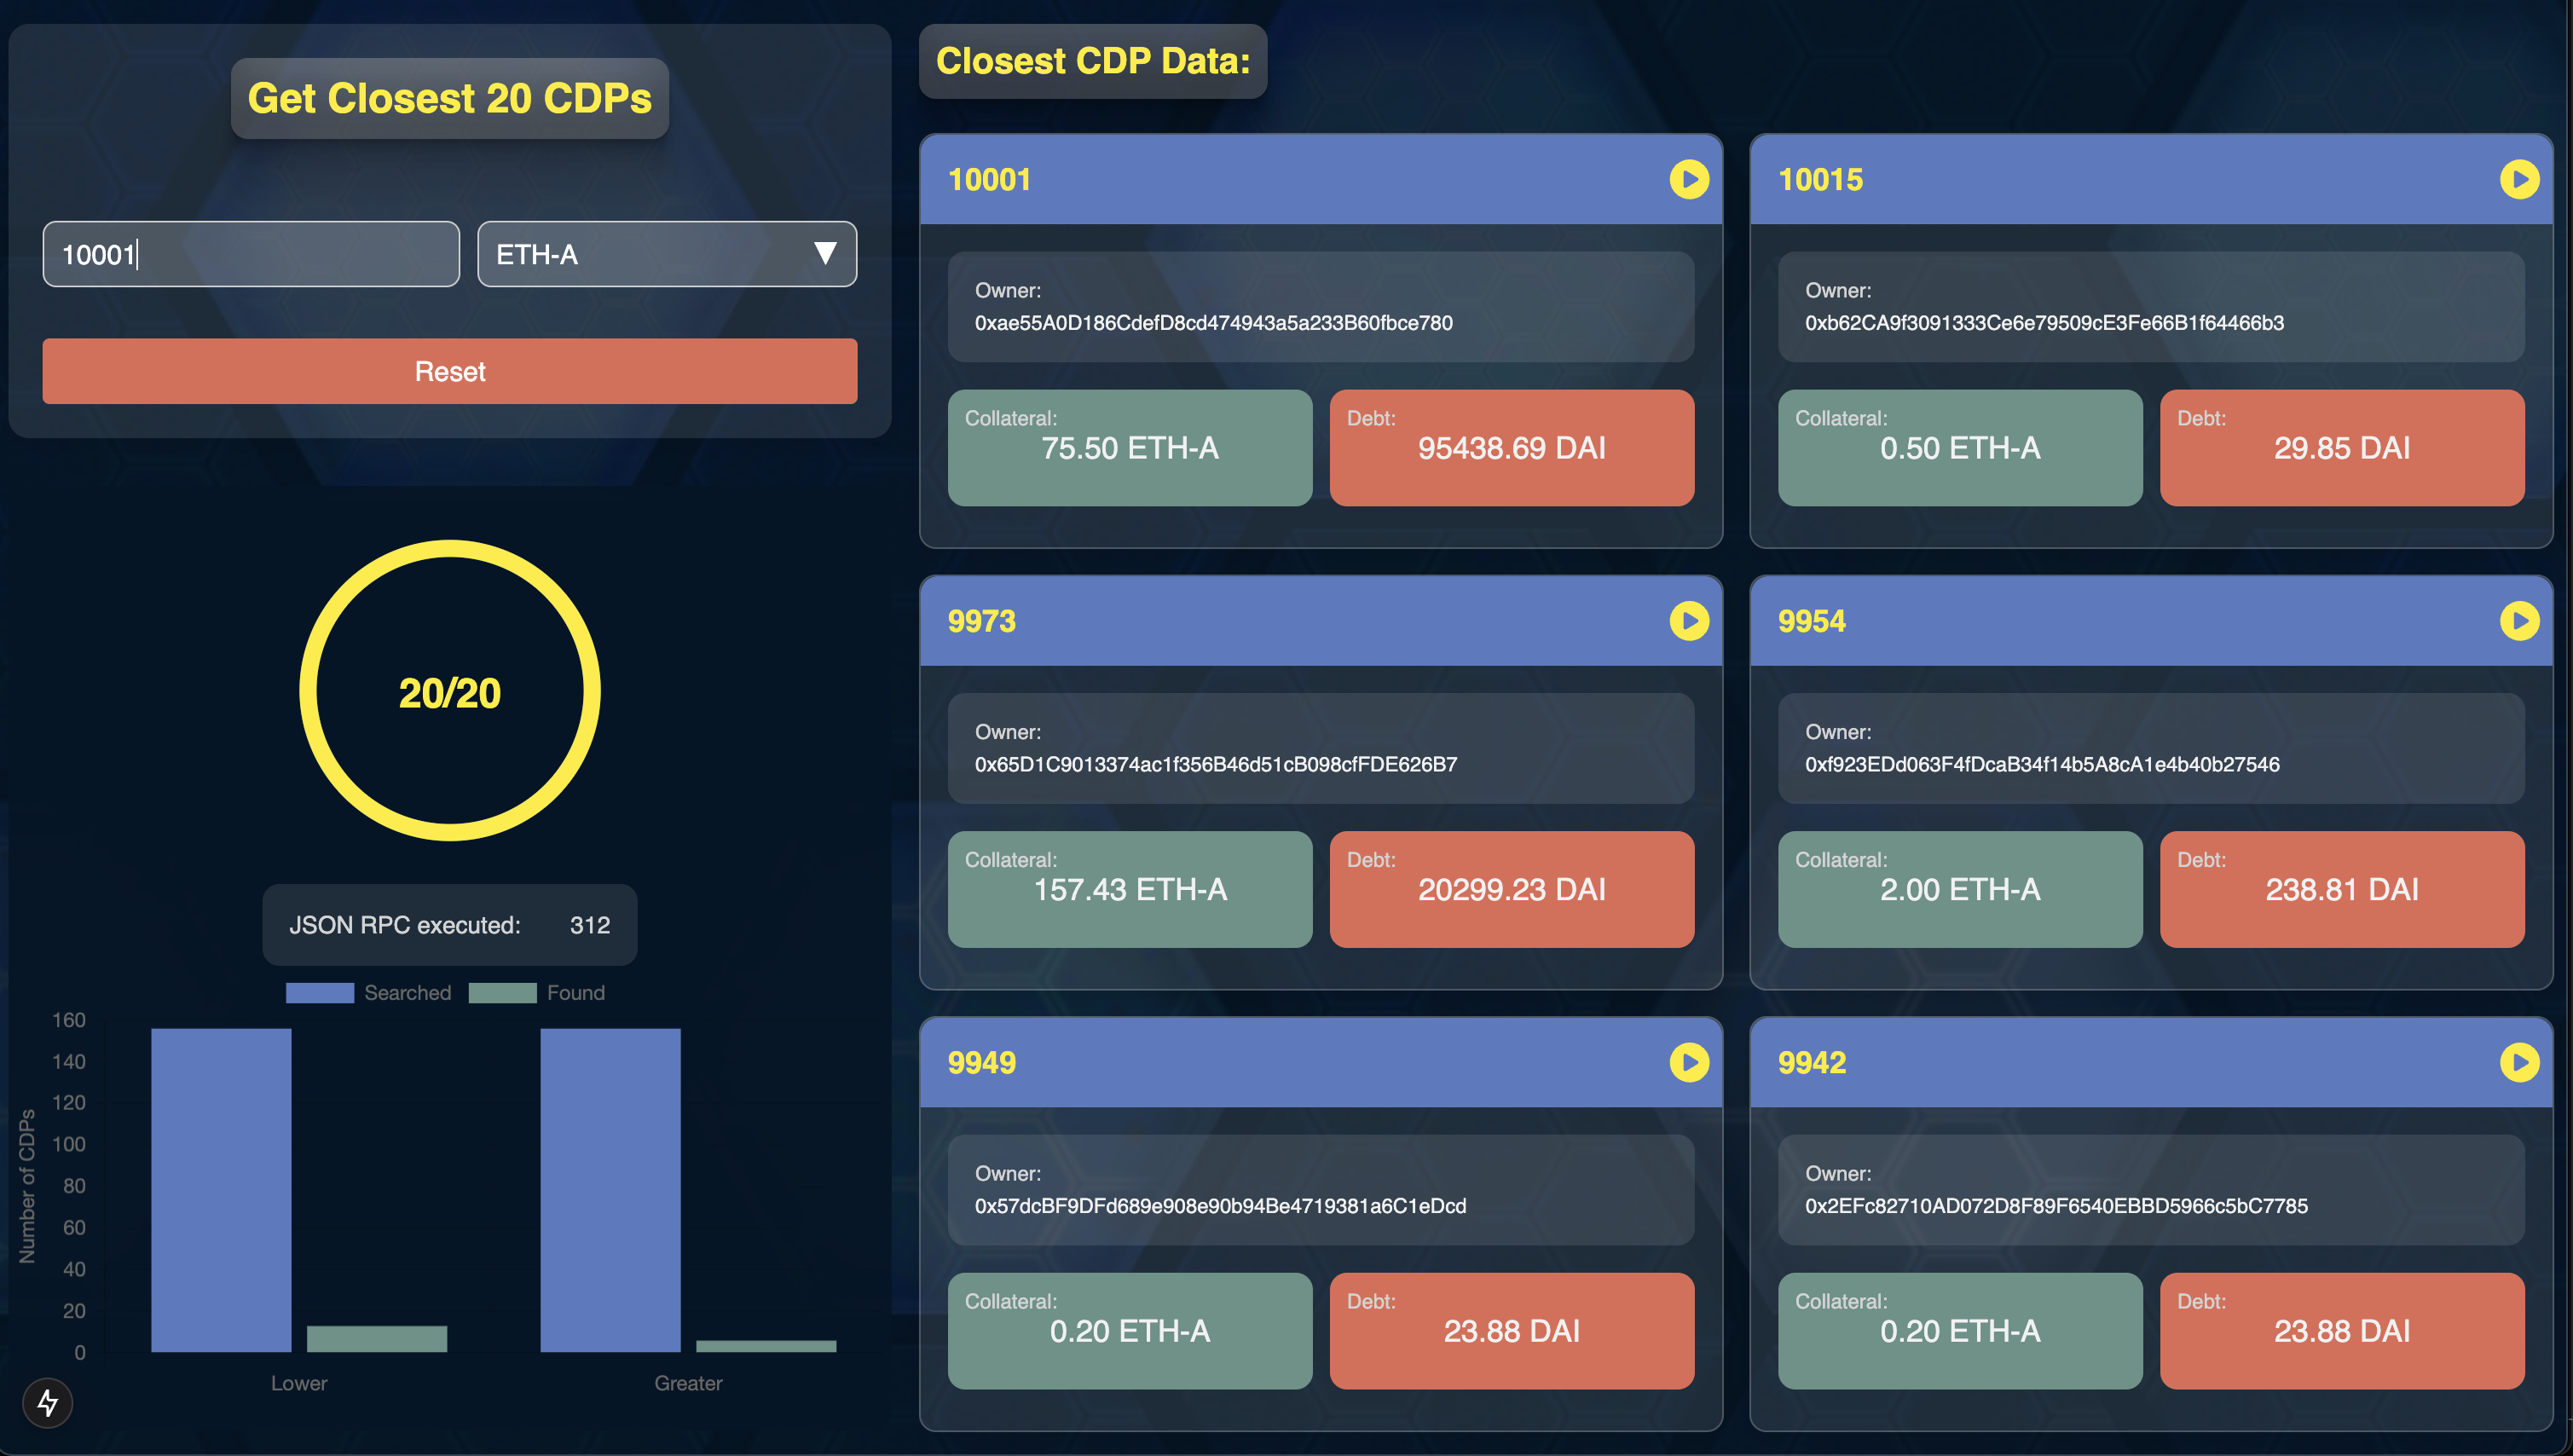 Get Closest 20 CDPs
10001
ETH-A
Reset
20/20
JSON RPC executed: 312
Searched Found
Number of CDPs
160
140
120
100
80
60
40
20
0
Lower Greater
Closest CDP Data:
10001
Owner:
0xae55A0D186CdefD8cd474943a5a233B60fbce780
Collateral:
75.50 ETH-A
Debt:
95438.69 DAI
10015
Owner:
0xb62CA9f3091333Ce6e79509cE3Fe66B1f64466b3
Collateral:
0.50 ETH-A
Debt:
29.85 DAI
9973
Owner:
0x65D1C9013374ac1f356B46d51cB098cfFDE626B7
Collateral:
157.43 ETH-A
Debt:
20299.23 DAI
9954
Owner:
0xf923EDd063F4fDcaB34f14b5A8cA1e4b40b27546
Collateral:
2.00 ETH-A
Debt:
238.81 DAI
9949
Owner:
0x57dcBF9DFd689e908e90b94Be4719381a6C1eDcd
Collateral:
0.20 ETH-A
Debt:
23.88 DAI
9942
Owner:
0x2EFc82710AD072D8F89F6540EBBD5966c5bC7785
Collateral:
0.20 ETH-A
Debt:
23.88 DAI